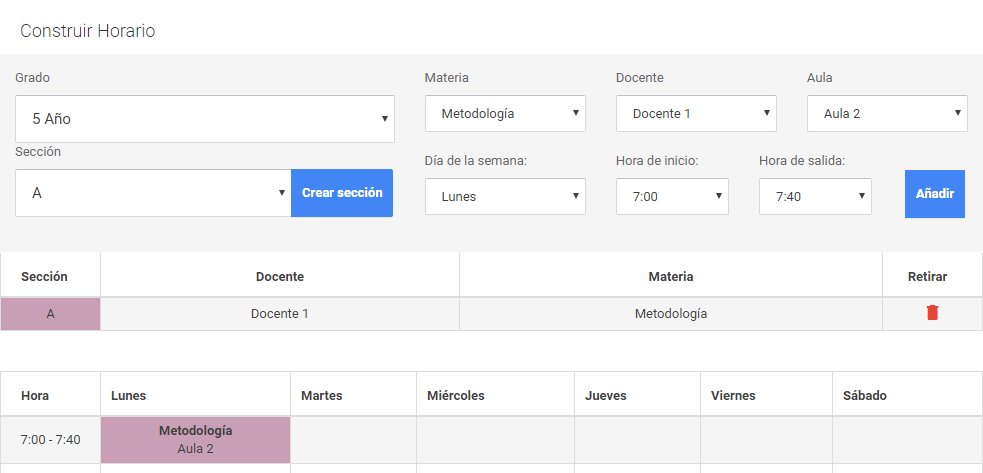 Construir Horario
Grado
5 Año
Sección
A
Crear sección
Materia
Metodología
Docente
Docente 1
Aula
Aula 2
Día de la semana:
Lunes
Hora de inicio:
7:00
Hora de salida:
7:40
Añadir
Sección Docente Materia Retirar
A Docente 1 Metodología
Hora Lunes Martes Miércoles Jueves Viernes Sábado
7:00 - 7:40 Metodología
Aula 2